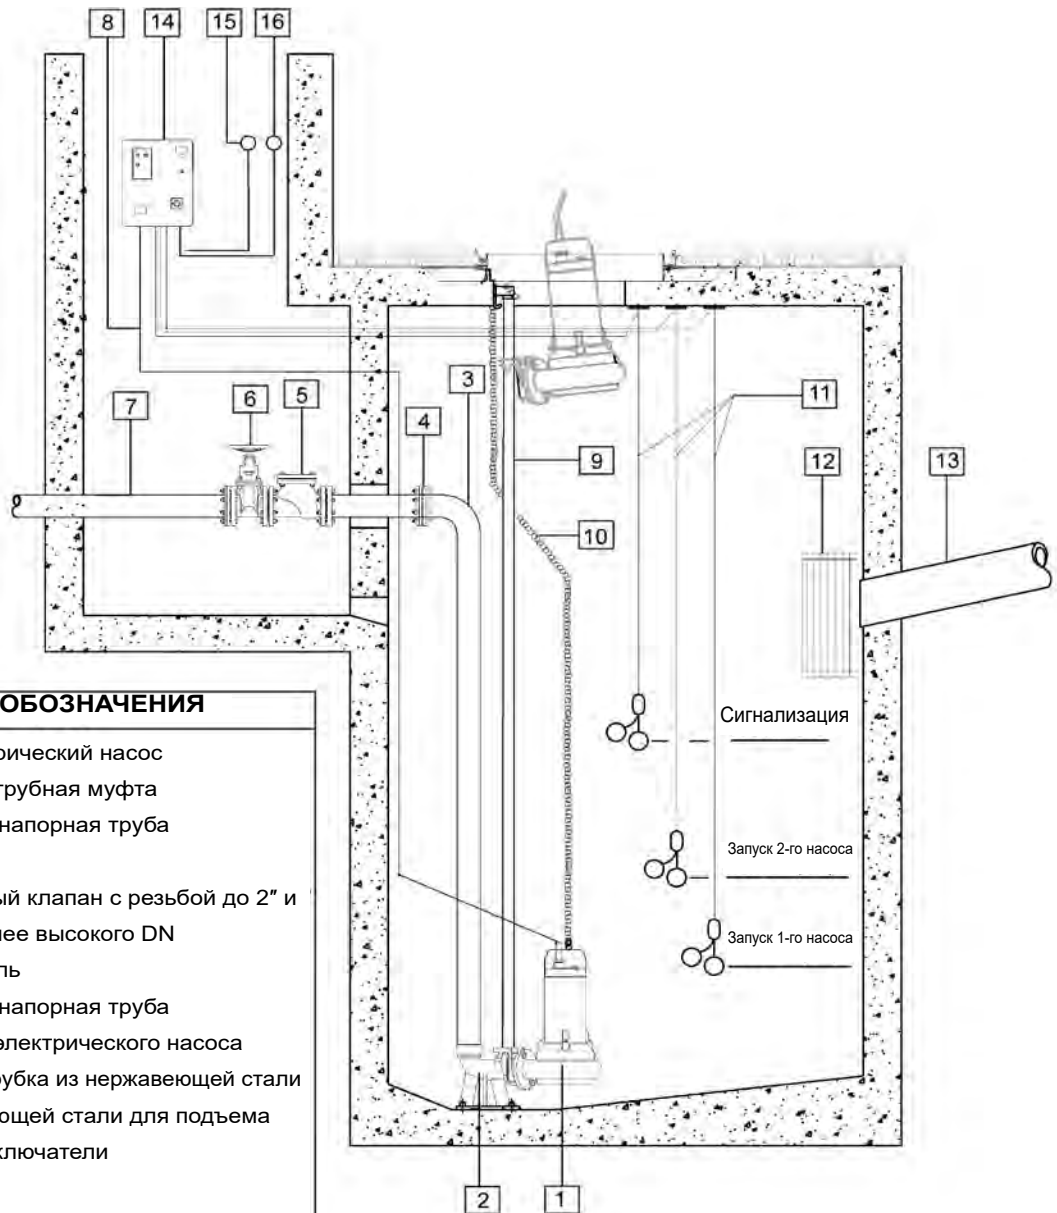 8 14 15 16
3
7 6 5 4 11
9 12 13
10
ОБОЗНАЧЕНИЯ
рический насос
трубная муфта
напорная труба
ый клапан с резьбой до 2″ и
лее высокого DN
ль
напорная труба
электрического насоса
рубка из нержавеющей стали
ющей стали для подъема
ключатели
Сигнализация
Запуск 2-го насоса
Запуск 1-го насоса
2 1